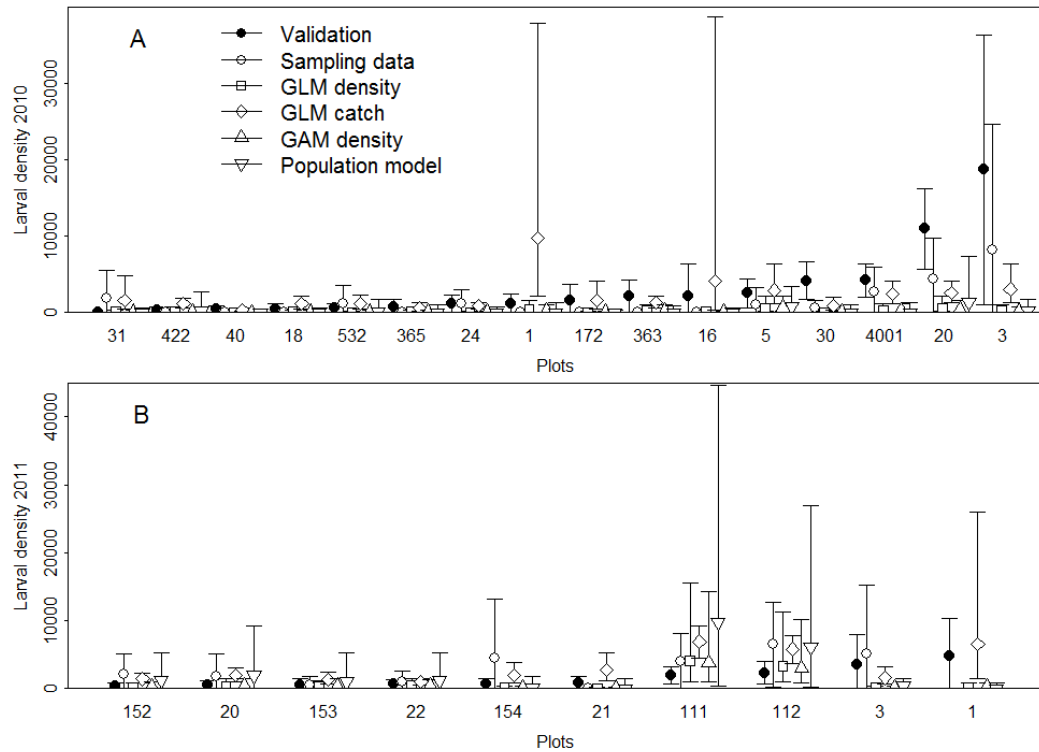 A
Validation
Sampling data
GLM density
GLM catch
GAM density
Population model
Larval density 2010
0 10000 20000 30000
31 422 40 18 532 365 24 1 172 363 16 5 30 4001 20 3
Plots
B
Larval density 2011
0 10000 20000 30000 40000
152 20 153 22 154 21 111 112 3 1
Plots